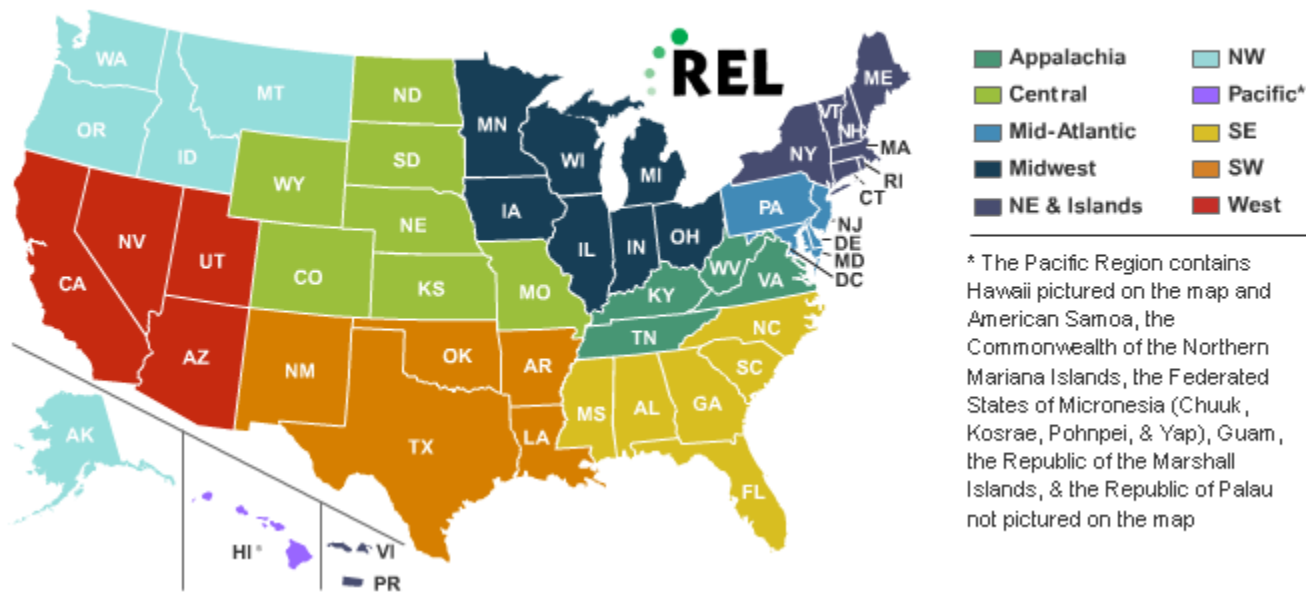 REL
WA
MT
ND
MN
ME
VT
NH
OR
ID
SD
WI
MI
NY
MA
RI
CT
WY
IA
PA
NJ
NE
NV
UT
CO
KS
MO
IL
IN
OH
DE
MD
DC
WV
VA
CA
KY
TN
NC
AZ
NM
OK
AR
SC
MS
AL
GA
TX
LA
AK
FL
HI*
VI
PR
Appalachia
Central
Mid-Atlantic
Midwest
NE & Islands
NW
Pacific*
SE
SW
West
* The Pacific Region contains
Hawaii pictured on the map and
American Samoa, the
Commonwealth of the Northern
Mariana Islands, the Federated
States of Micronesia (Chuuk,
Kosrae, Pohnpei, & Yap), Guam,
the Republic of the Marshall
Islands, & the Republic of Palau
not pictured on the map